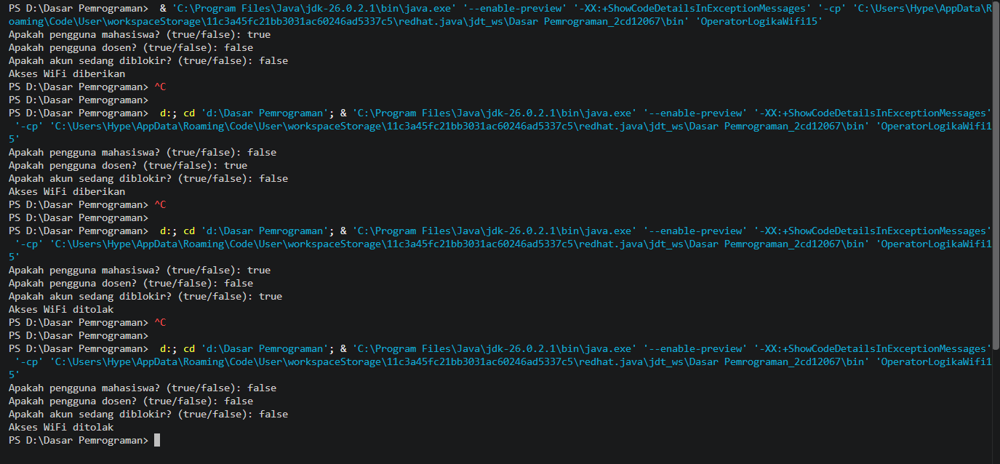 PS D:\Dasar Pemrograman>  & 'C:\Program Files\Java\jdk-26.0.2.1\bin\java.exe' '--enable-preview' '-XX:+ShowCodeDetailsInExceptionMessages' '-cp' 'C:\Users\Hype\AppData\R
oaming\Code\User\workspaceStorage\11c3a45fc21bb3031ac60246ad5337c5\redhat.java\jdt_ws\Dasar Pemrograman_2cd12067\bin' 'OperatorLogikaWifi15'
Apakah pengguna mahasiswa? (true/false): true
Apakah pengguna dosen? (true/false): false
Apakah akun sedang diblokir? (true/false): false
Akses WiFi diberikan
PS D:\Dasar Pemrograman> ^C
PS D:\Dasar Pemrograman>
PS D:\Dasar Pemrograman>  d:; cd 'd:\Dasar Pemrograman'; & 'C:\Program Files\Java\jdk-26.0.2.1\bin\java.exe' '--enable-preview' '-XX:+ShowCodeDetailsInExceptionMessages'
 '-cp' 'C:\Users\Hype\AppData\Roaming\Code\User\workspaceStorage\11c3a45fc21bb3031ac60246ad5337c5\redhat.java\jdt_ws\Dasar Pemrograman_2cd12067\bin' 'OperatorLogikaWifi1
5'
Apakah pengguna mahasiswa? (true/false): false
Apakah pengguna dosen? (true/false): true
Apakah akun sedang diblokir? (true/false): false
Akses WiFi diberikan
PS D:\Dasar Pemrograman> ^C
PS D:\Dasar Pemrograman>
PS D:\Dasar Pemrograman>  d:; cd 'd:\Dasar Pemrograman'; & 'C:\Program Files\Java\jdk-26.0.2.1\bin\java.exe' '--enable-preview' '-XX:+ShowCodeDetailsInExceptionMessages'
 '-cp' 'C:\Users\Hype\AppData\Roaming\Code\User\workspaceStorage\11c3a45fc21bb3031ac60246ad5337c5\redhat.java\jdt_ws\Dasar Pemrograman_2cd12067\bin' 'OperatorLogikaWifi1
5'
Apakah pengguna mahasiswa? (true/false): true
Apakah pengguna dosen? (true/false): false
Apakah akun sedang diblokir? (true/false): true
Akses WiFi ditolak
PS D:\Dasar Pemrograman> ^C
PS D:\Dasar Pemrograman>
PS D:\Dasar Pemrograman>  d:; cd 'd:\Dasar Pemrograman'; & 'C:\Program Files\Java\jdk-26.0.2.1\bin\java.exe' '--enable-preview' '-XX:+ShowCodeDetailsInExceptionMessages'
 '-cp' 'C:\Users\Hype\AppData\Roaming\Code\User\workspaceStorage\11c3a45fc21bb3031ac60246ad5337c5\redhat.java\jdt_ws\Dasar Pemrograman_2cd12067\bin' 'OperatorLogikaWifi1
5'
Apakah pengguna mahasiswa? (true/false): false
Apakah pengguna dosen? (true/false): false
Apakah akun sedang diblokir? (true/false): false
Akses WiFi ditolak
PS D:\Dasar Pemrograman>